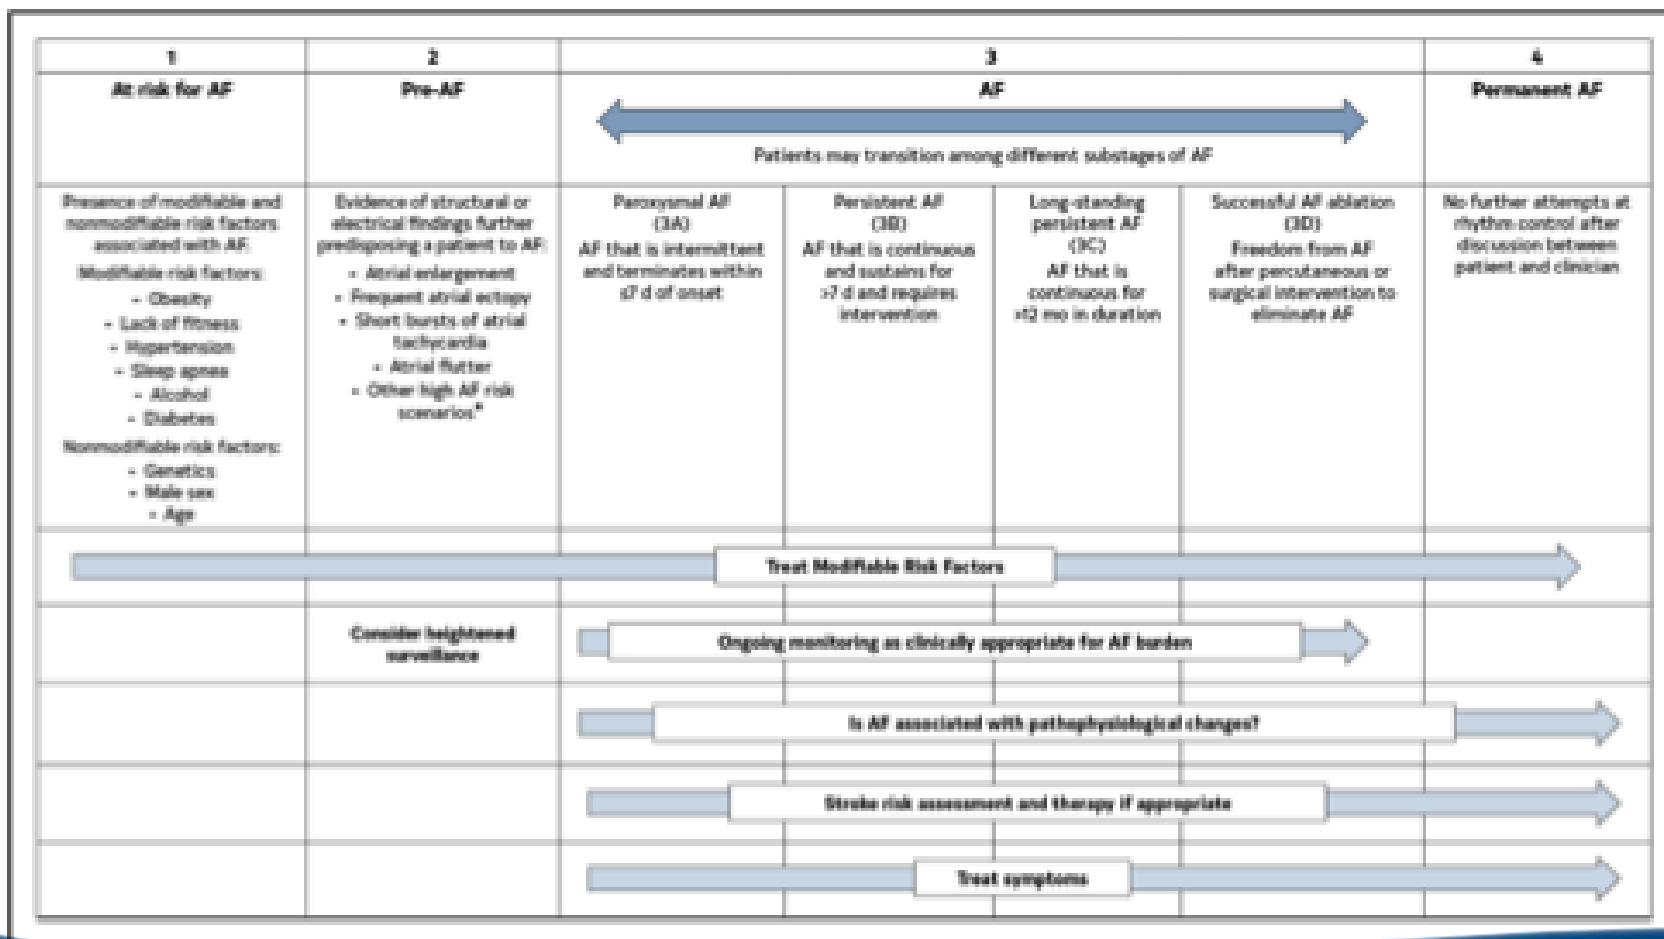 1
2
3
4
At risk for AF
Pre-AF
AF
Permanent AF
Patients may transition among different substages of AF
Presence of modifiable and
nonmodifiable risk factors
associated with AF.
Modifiable risk factors:
- Obesity
- Lack of fitness
- Hypertension
- Sleep apnea
- Alcohol
- Diabetes
Nonmodifiable risk factors:
- Genetics
- Male sex
- Age
Evidence of structural or
electrical findings further
predisposing a patient to AF:
• Atrial enlargement
• Frequent atrial ectopy
• Short bursts of atrial
tachycardia
• Atrial flutter
• Other high AF risk
scenarios*
Paroxysmal AF
(3A)
AF that is intermittent
and terminates within
≤7 d of onset
Persistent AF
(3B)
AF that is continuous
and sustains for
>7 d and requires
intervention
Long-standing
persistent AF
(3C)
AF that is
continuous for
>12 mo in duration
Successful AF ablation
(3D)
Freedom from AF
after percutaneous or
surgical intervention to
eliminate AF
No further attempts at
rhythm control after
discussion between
patient and clinician
Treat Modifiable Risk Factors
Consider heightened
surveillance
Ongoing monitoring as clinically appropriate for AF burden
Is AF associated with pathophysiological changes?
Stroke risk assessment and therapy if appropriate
Treat symptoms